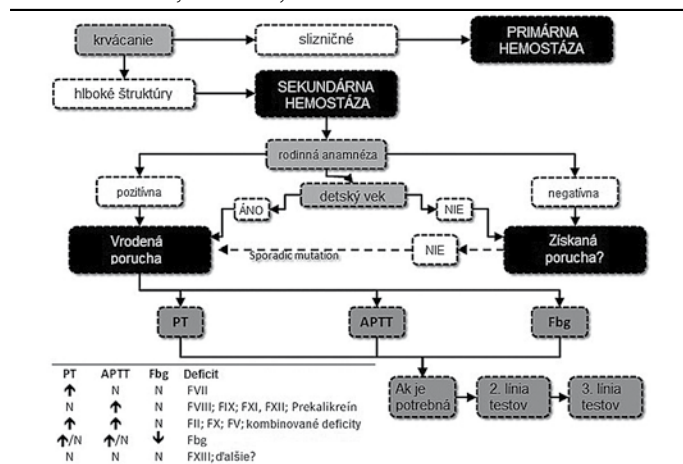 krvácanie
slizničné
PRIMÁRNA
HEMOSTÁZA
hlboké štruktúry
SEKUNDÁRNA
HEMOSTÁZA
rodinná anamnéza
pozitívna
detský vek
negatívna
ÁNO
NIE
Vrodená
porucha
Sporadic mutation
NIE
Získaná
porucha?
PT
APTT
Fbg
Ak je
potrebná
2. línia
testov
3. línia
testov
PT APTT Fbg Deficit
↑ N N FVII
N ↑ N FVIII; FIX; FXI, FXII; Prekalikreín
↑ ↑ N FII; FX; FV; kombinované deficity
↑/N ↑/N ↓ Fbg
N N N FXIII; ďalšie?